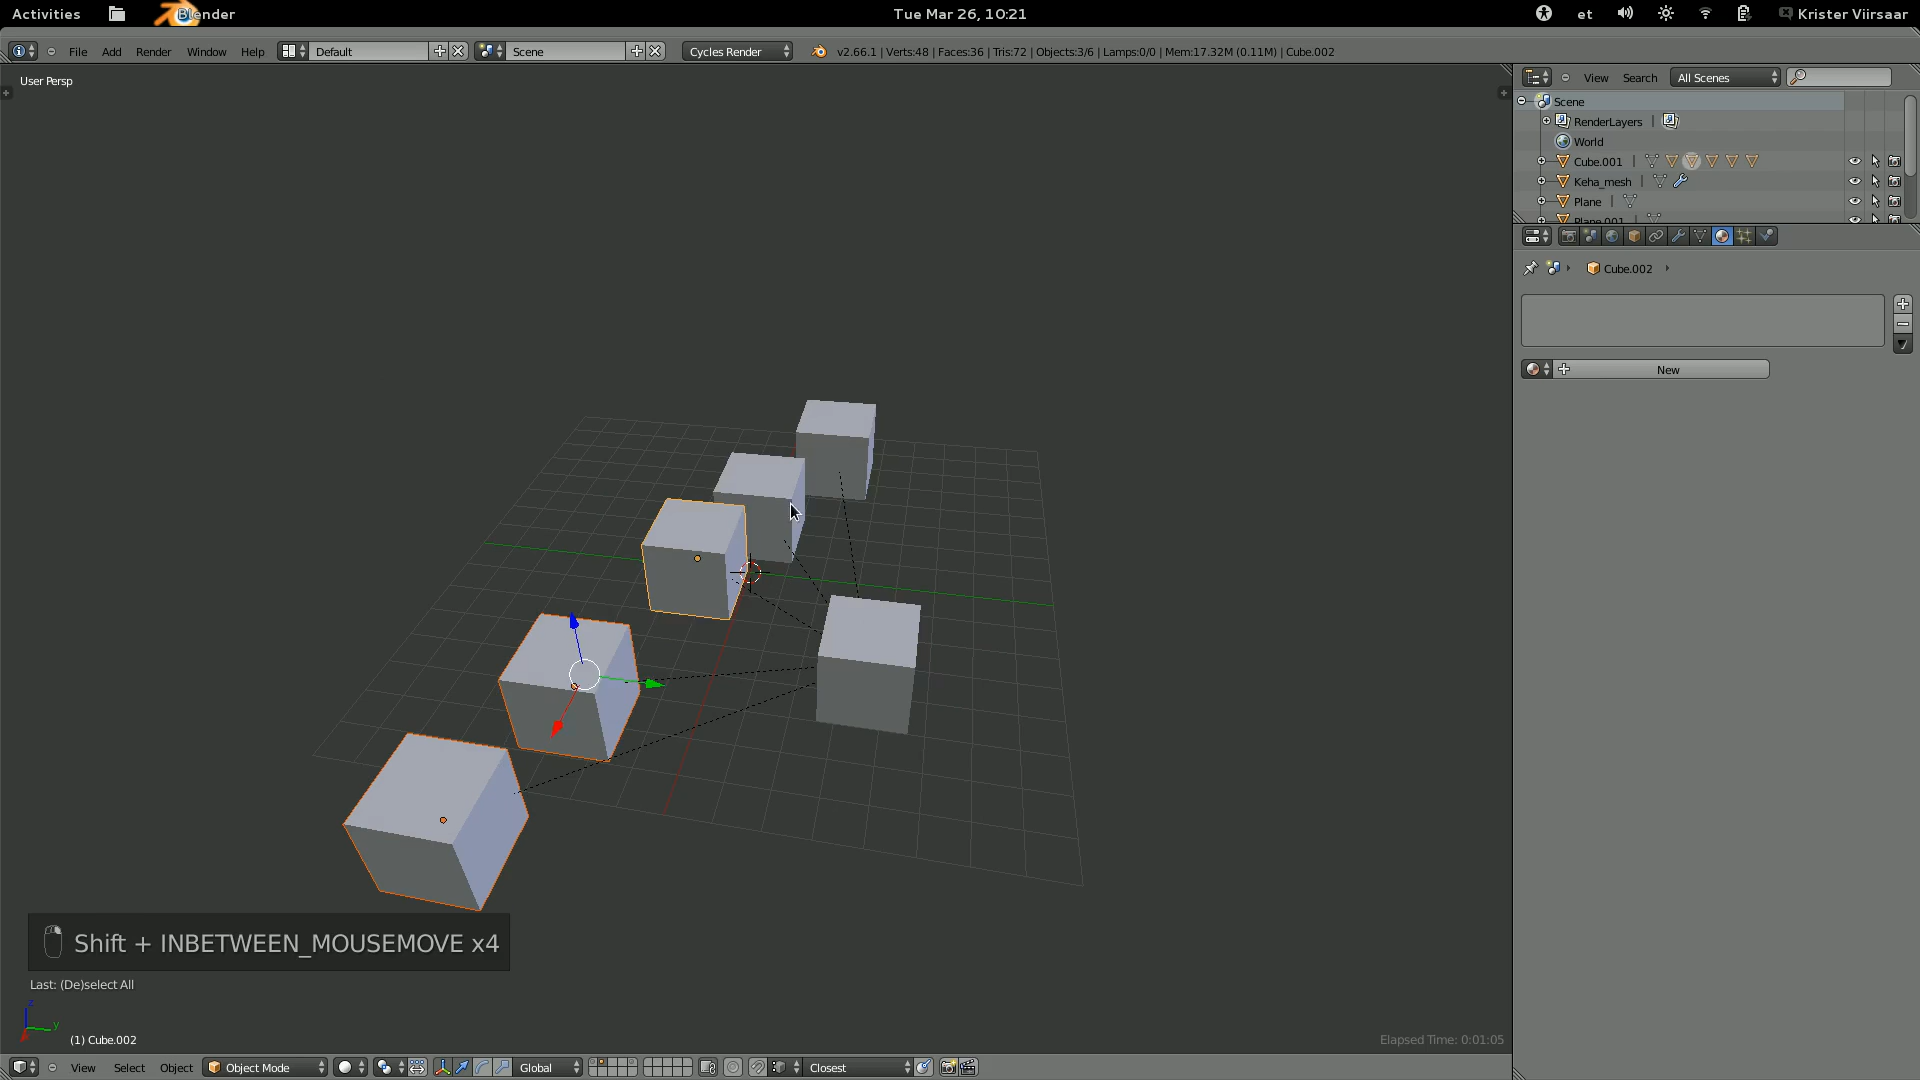 Activities Blender Tue Mar 26, 10:21 et Krister Viirsaar
File Add Render Window Help Default Scene Cycles Render v2.66.1 | Verts:48 | Faces:36 | Tris:72 | Objects:3/6 | Lamps:0/0 | Mem:17.32M (0.11M) | Cube.002
User Persp
View Search All Scenes
Scene
RenderLayers |
World
Cube.001 |
Keha_mesh |
Plane |
Plane.001
Cube.002
New
Shift + INBETWEEN_MOUSEMOVE x4
Last: (De)select All
z
y
(1) Cube.002
Elapsed Time: 0:01:05
View Select Object Object Mode Global Closest